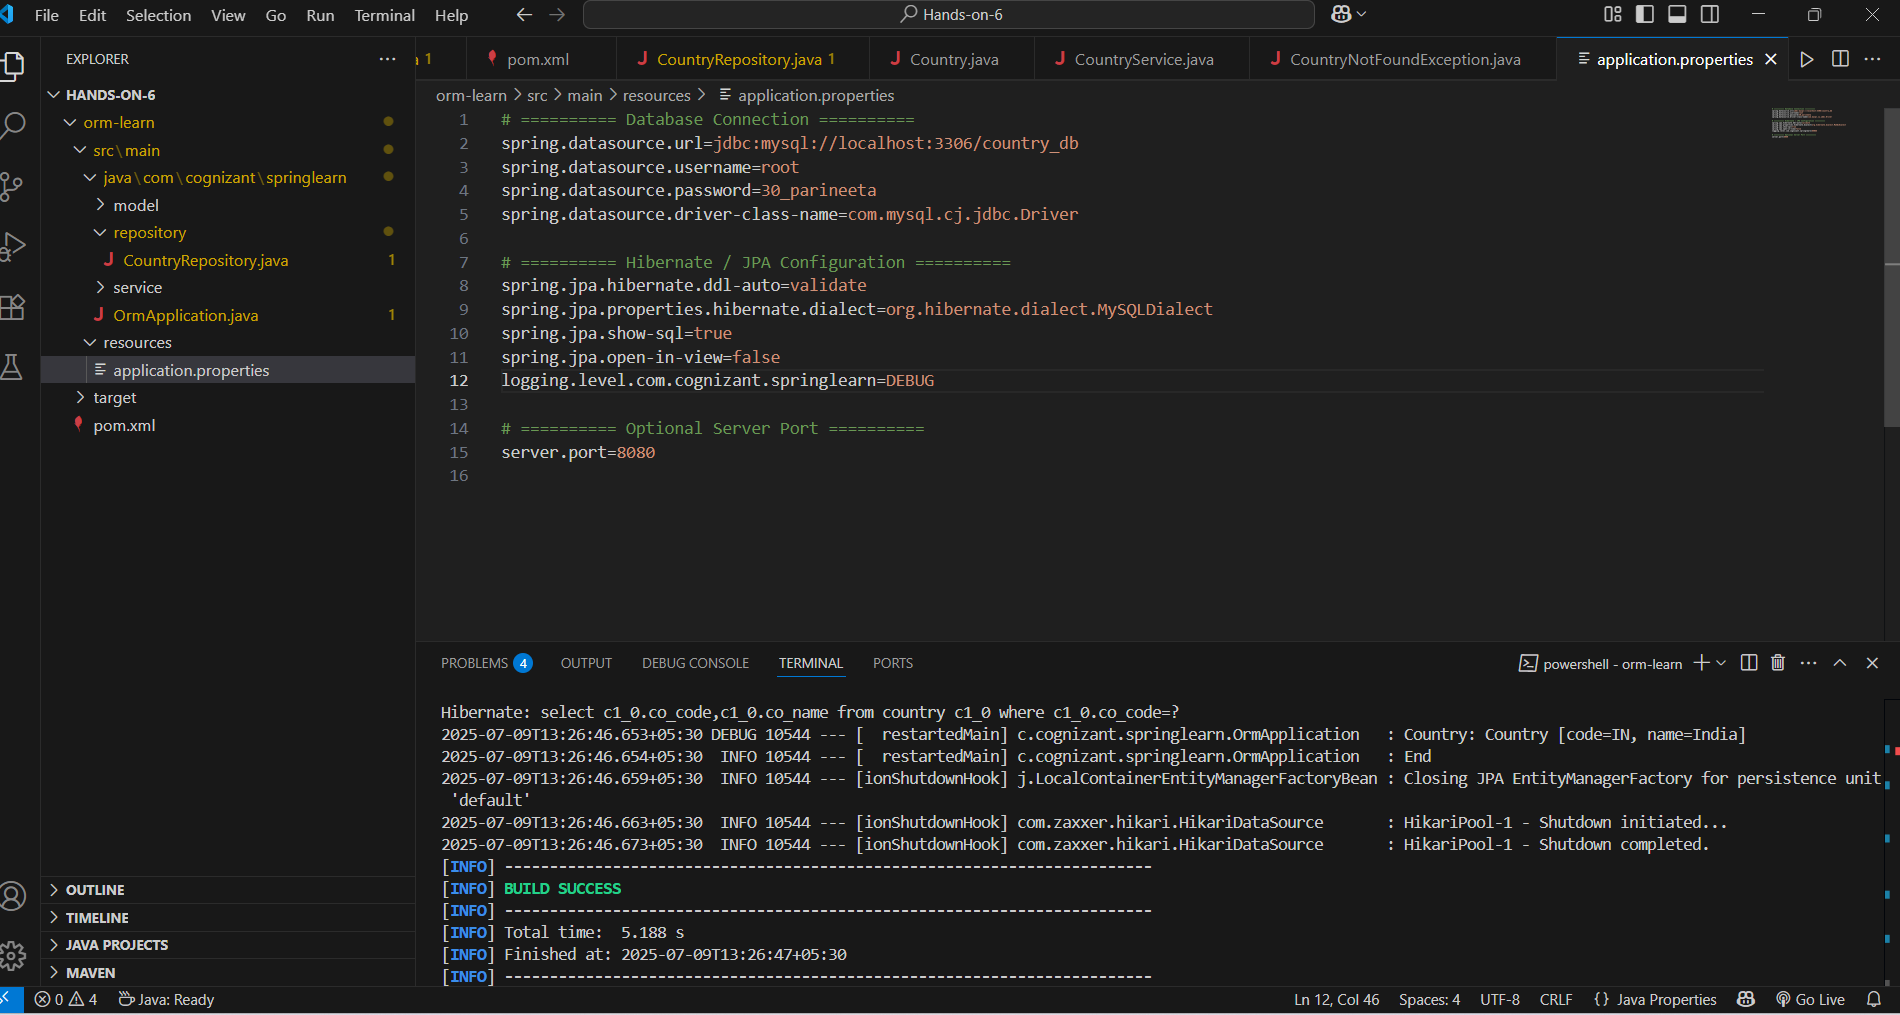 File Edit Selection View Go Run Terminal Help
Hands-on-6
EXPLORER
HANDS-ON-6
orm-learn
src\main
java\com\cognizant\springlearn
model
repository
CountryRepository.java 1
service
OrmApplication.java 1
resources
application.properties
target
pom.xml
OUTLINE
TIMELINE
JAVA PROJECTS
MAVEN
1 pom.xml CountryRepository.java 1 Country.java CountryService.java CountryNotFoundException.java application.properties
orm-learn > src > main > resources > application.properties
1 # ========== Database Connection ==========
2 spring.datasource.url=jdbc:mysql://localhost:3306/country_db
3 spring.datasource.username=root
4 spring.datasource.password=30_parineeta
5 spring.datasource.driver-class-name=com.mysql.cj.jdbc.Driver
6
7 # ========== Hibernate / JPA Configuration ==========
8 spring.jpa.hibernate.ddl-auto=validate
9 spring.jpa.properties.hibernate.dialect=org.hibernate.dialect.MySQLDialect
10 spring.jpa.show-sql=true
11 spring.jpa.open-in-view=false
12 logging.level.com.cognizant.springlearn=DEBUG
13
14 # ========== Optional Server Port ==========
15 server.port=8080
16
PROBLEMS 4 OUTPUT DEBUG CONSOLE TERMINAL PORTS
powershell - orm-learn
Hibernate: select c1_0.co_code,c1_0.co_name from country c1_0 where c1_0.co_code=?
2025-07-09T13:26:46.653+05:30 DEBUG 10544 --- [  restartedMain] c.cognizant.springlearn.OrmApplication   : Country: Country [code=IN, name=India]
2025-07-09T13:26:46.654+05:30  INFO 10544 --- [  restartedMain] c.cognizant.springlearn.OrmApplication   : End
2025-07-09T13:26:46.659+05:30  INFO 10544 --- [ionShutdownHook] j.LocalContainerEntityManagerFactoryBean : Closing JPA EntityManagerFactory for persistence unit
'default'
2025-07-09T13:26:46.663+05:30  INFO 10544 --- [ionShutdownHook] com.zaxxer.hikari.HikariDataSource       : HikariPool-1 - Shutdown initiated...
2025-07-09T13:26:46.673+05:30  INFO 10544 --- [ionShutdownHook] com.zaxxer.hikari.HikariDataSource       : HikariPool-1 - Shutdown completed.
[INFO] ------------------------------------------------------------------------
[INFO] BUILD SUCCESS
[INFO] ------------------------------------------------------------------------
[INFO] Total time:  5.188 s
[INFO] Finished at: 2025-07-09T13:26:47+05:30
[INFO] ------------------------------------------------------------------------
0 4 Java: Ready
Ln 12, Col 46 Spaces: 4 UTF-8 CRLF {} Java Properties Go Live